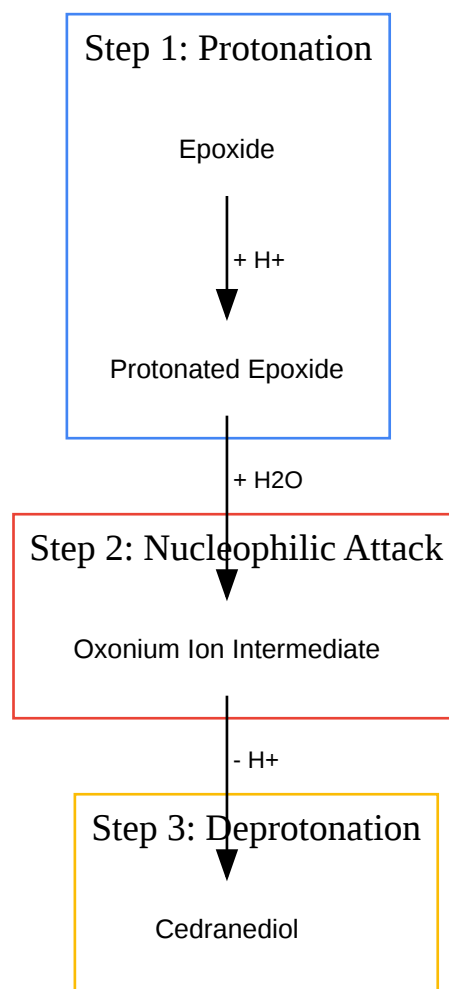 Step 1: Protonation
Epoxide
+ H+
Protonated Epoxide
+ H2O
Step 2: Nucleophilic Attack
Oxonium Ion Intermediate
- H+
Step 3: Deprotonation
Cedranediol